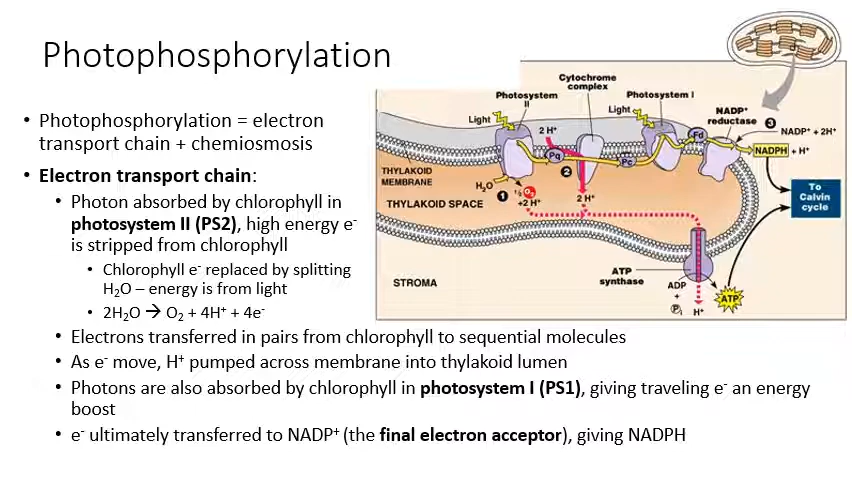 Photophosphorylation
• Photophosphorylation = electron
transport chain + chemiosmosis
• Electron transport chain:
• Photon absorbed by chlorophyll in
photosystem II (PS2), high energy e⁻
is stripped from chlorophyll
• Chlorophyll e⁻ replaced by splitting
H₂O – energy is from light
• 2H₂O → O₂ + 4H⁺ + 4e⁻
• Electrons transferred in pairs from chlorophyll to sequential molecules
• As e⁻ move, H⁺ pumped across membrane into thylakoid lumen
• Photons are also absorbed by chlorophyll in photosystem I (PS1), giving traveling e⁻ an energy
boost
• e⁻ ultimately transferred to NADP⁺ (the final electron acceptor), giving NADPH
Cytochrome
complex
Photosystem
II
Photosystem I
Light
Light
NADP⁺
reductase
3
2 H⁺
Fd
NADP⁺ + 2H⁺
Pq
NADPH + H⁺
Pc
2
THYLAKOID
MEMBRANE
H₂O
½ O₂
1
+2 H⁺
2 H⁺
THYLAKOID SPACE
To
Calvin
cycle
ATP
synthase
STROMA
ADP
+
Pᵢ
ATP
H⁺